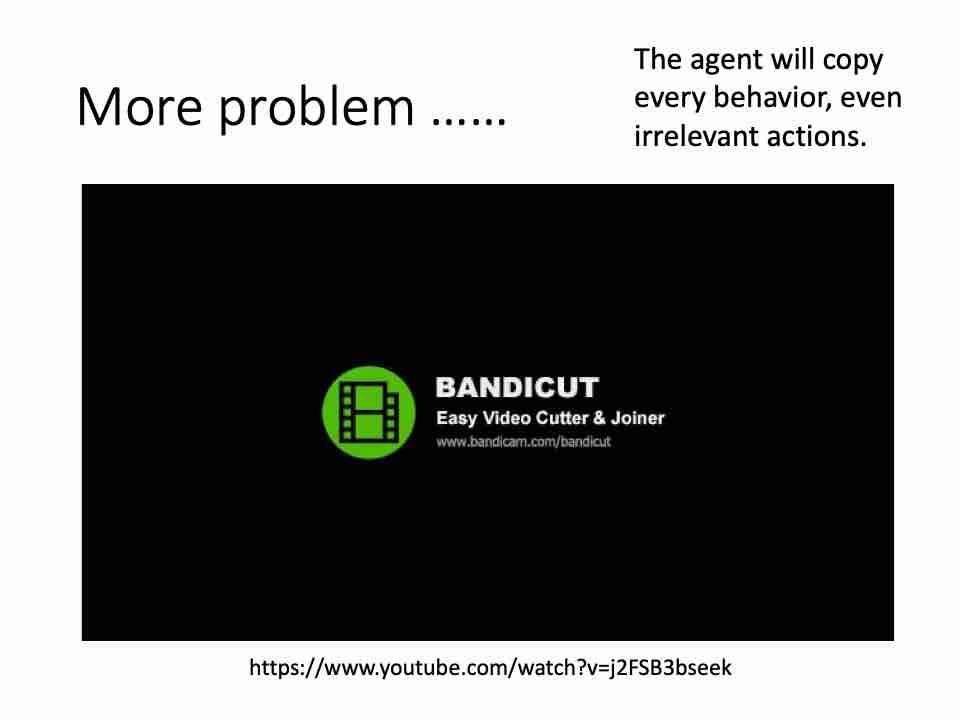 More problem ……
The agent will copy
every behavior, even
irrelevant actions.
BANDICUT
Easy Video Cutter & Joiner
www.bandicam.com/bandicut
https://www.youtube.com/watch?v=j2FSB3bseek